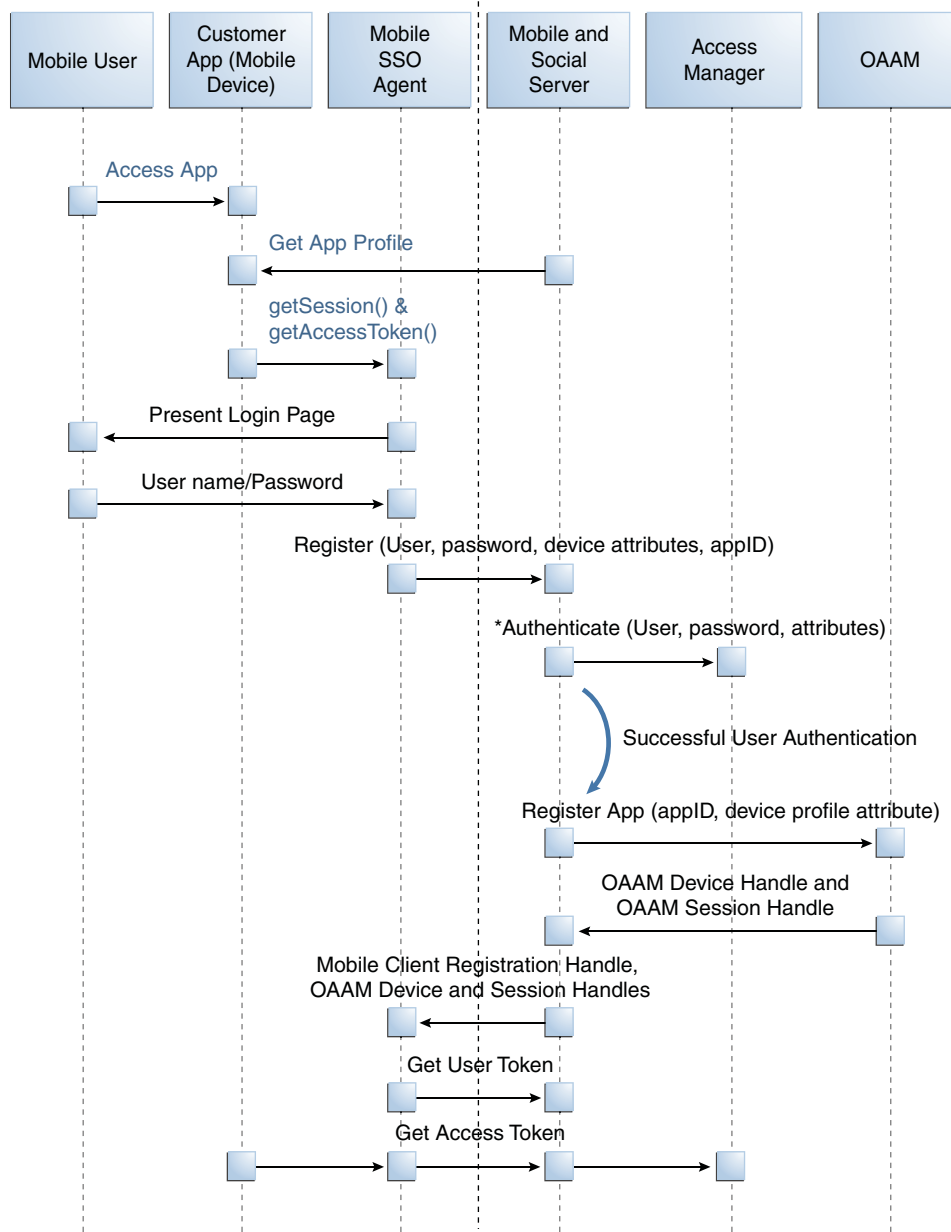 Mobile User
Customer
App (Mobile
Device)
Mobile
SSO
Agent
Mobile and
Social
Server
Access
Manager
OAAM
Access App
Get App Profile
getSession() &
getAccessToken()
Present Login Page
User name/Password
Register (User, password, device attributes, appID)
*Authenticate (User, password, attributes)
Successful User Authentication
Register App (appID, device profile attribute)
OAAM Device Handle and
OAAM Session Handle
Mobile Client Registration Handle,
OAAM Device and Session Handles
Get User Token
Get Access Token